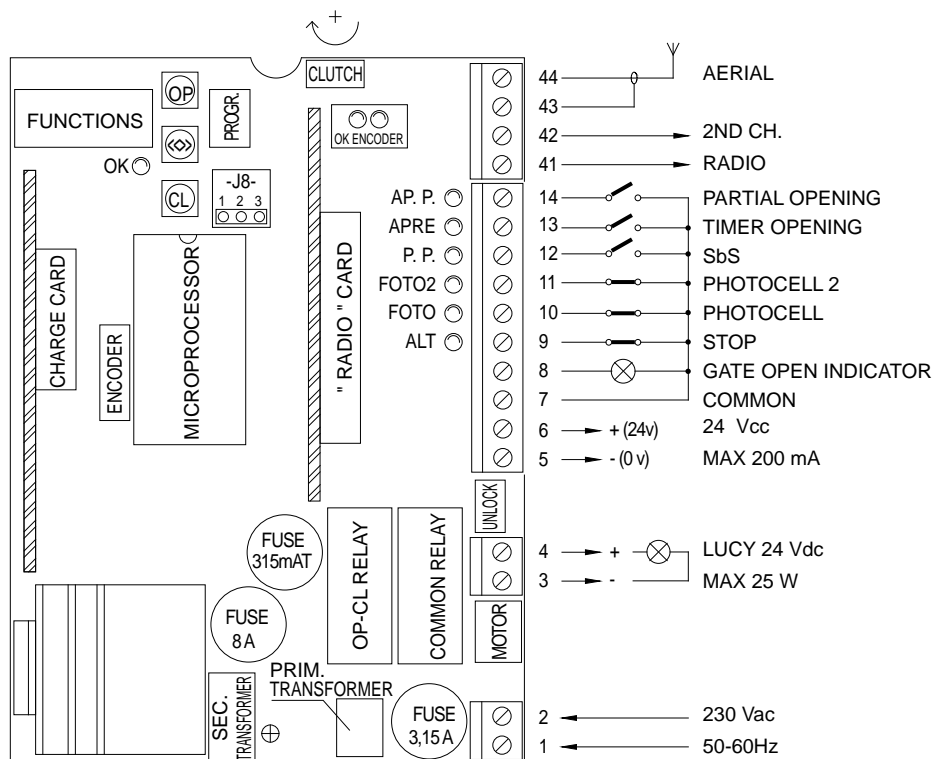 +
CLUTCH
FUNCTIONS
OP
PROGR.
OK ENCODER
OK
CL
-J8-
1 2 3
CHARGE CARD
ENCODER
MICROPROCESSOR
" RADIO " CARD
AP. P.
APRE
P. P.
FOTO2
FOTO
ALT
44 AERIAL
43
42 2ND CH.
41 RADIO
14 PARTIAL OPENING
13 TIMER OPENING
12 SbS
11 PHOTOCELL 2
10 PHOTOCELL
9 STOP
8 GATE OPEN INDICATOR
7 COMMON
6 + (24v) 24 Vcc
5 - (0 v) MAX 200 mA
UNLOCK
FUSE
315mAT
OP-CL RELAY
COMMON RELAY
4 + LUCY 24 Vdc
3 - MAX 25 W
FUSE
8 A
MOTOR
PRIM.
TRANSFORMER
SEC.
TRANSFORMER
FUSE
3,15 A
2 230 Vac
1 50-60Hz